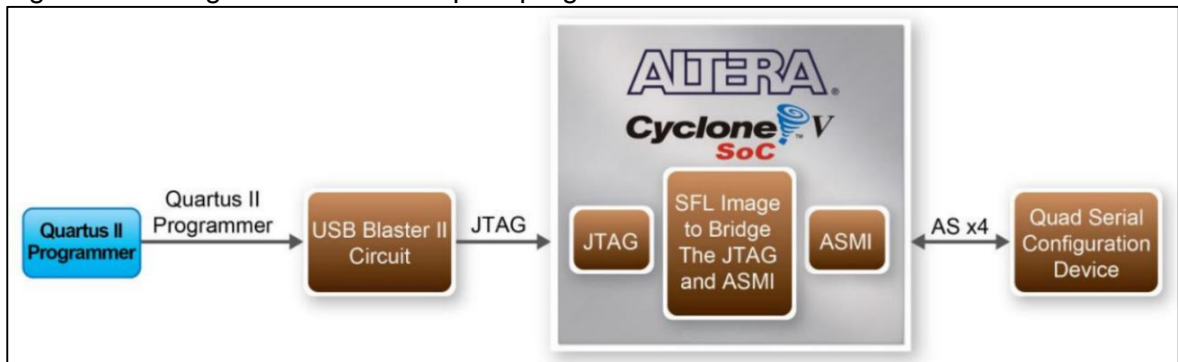 ALTERA®
Cyclone™ V
SoC
Quartus II
Programmer
Quartus II
Programmer
USB Blaster II
Circuit
JTAG
JTAG
SFL Image
to Bridge
The JTAG
and ASMI
ASMI
AS x4
Quad Serial
Configuration
Device